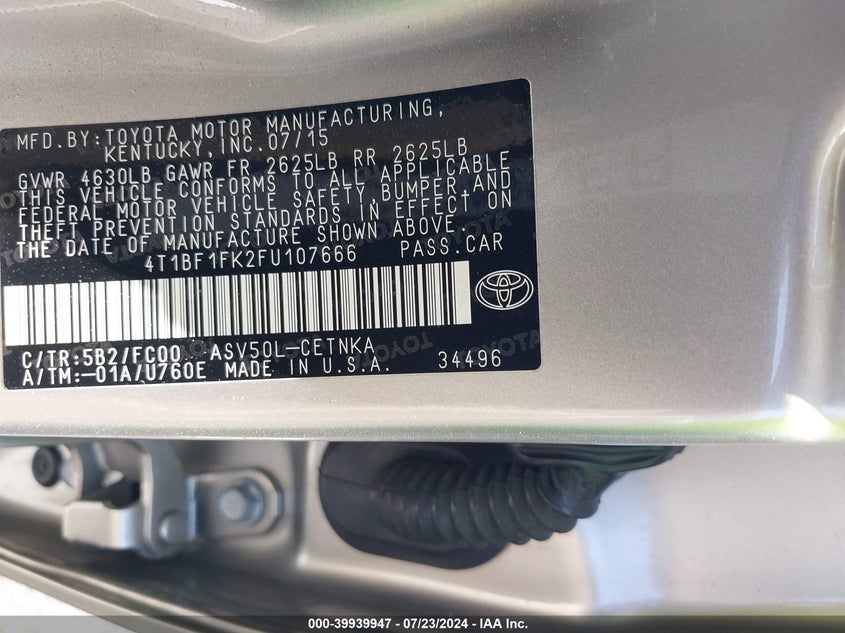 MFD.BY:TOYOTA MOTOR MANUFACTURING,
KENTUCKY, INC.07/15
GVWR 4630LB GAWR FR 2625LB RR 2625LB
THIS VEHICLE CONFORMS TO ALL APPLICABLE
FEDERAL MOTOR VEHICLE SAFETY,BUMPER,AND
THEFT PREVENTION STANDARDS IN EFFECT ON
THE DATE OF MANUFACTURE SHOWN ABOVE.
4T1BF1FK2FU107666 PASS.CAR
C/TR:5B2/FC00 ASV50L-CETNKA
A/TM:-01A/U760E MADE IN U.S.A. 34496
000-39939947 - 07/23/2024 - IAA Inc.